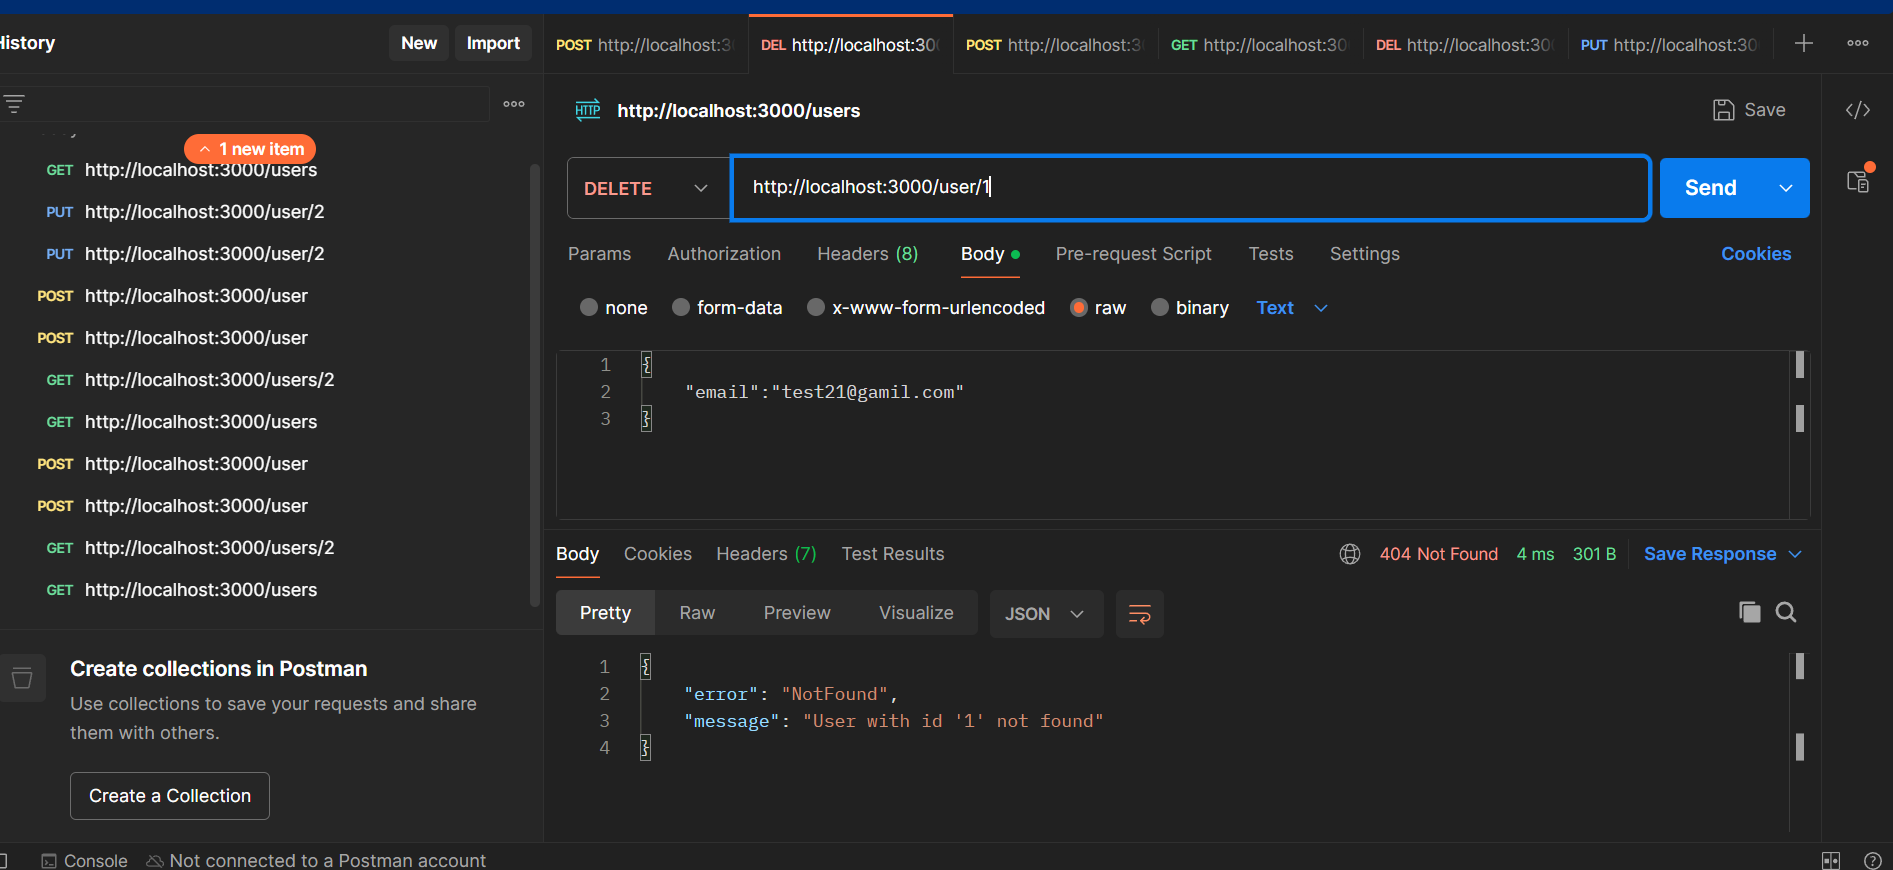 History
New
Import
1 new item
GET http://localhost:3000/users
PUT http://localhost:3000/user/2
PUT http://localhost:3000/user/2
POST http://localhost:3000/user
POST http://localhost:3000/user
GET http://localhost:3000/users/2
GET http://localhost:3000/users
POST http://localhost:3000/user
POST http://localhost:3000/user
GET http://localhost:3000/users/2
GET http://localhost:3000/users
Create collections in Postman
Use collections to save your requests and share
them with others.
Create a Collection
POST http://localhost:3 DEL http://localhost:30 POST http://localhost:3 GET http://localhost:30 DEL http://localhost:30 PUT http://localhost:30
HTTP http://localhost:3000/users
Save
DELETE http://localhost:3000/user/1 Send
Params Authorization Headers (8) Body Pre-request Script Tests Settings Cookies
none form-data x-www-form-urlencoded raw binary Text
1 {
2 "email":"test21@gamil.com"
3 }
Body Cookies Headers (7) Test Results 404 Not Found 4 ms 301 B Save Response
Pretty Raw Preview Visualize JSON
1 {
2 "error": "NotFound",
3 "message": "User with id '1' not found"
4 }
Console Not connected to a Postman account